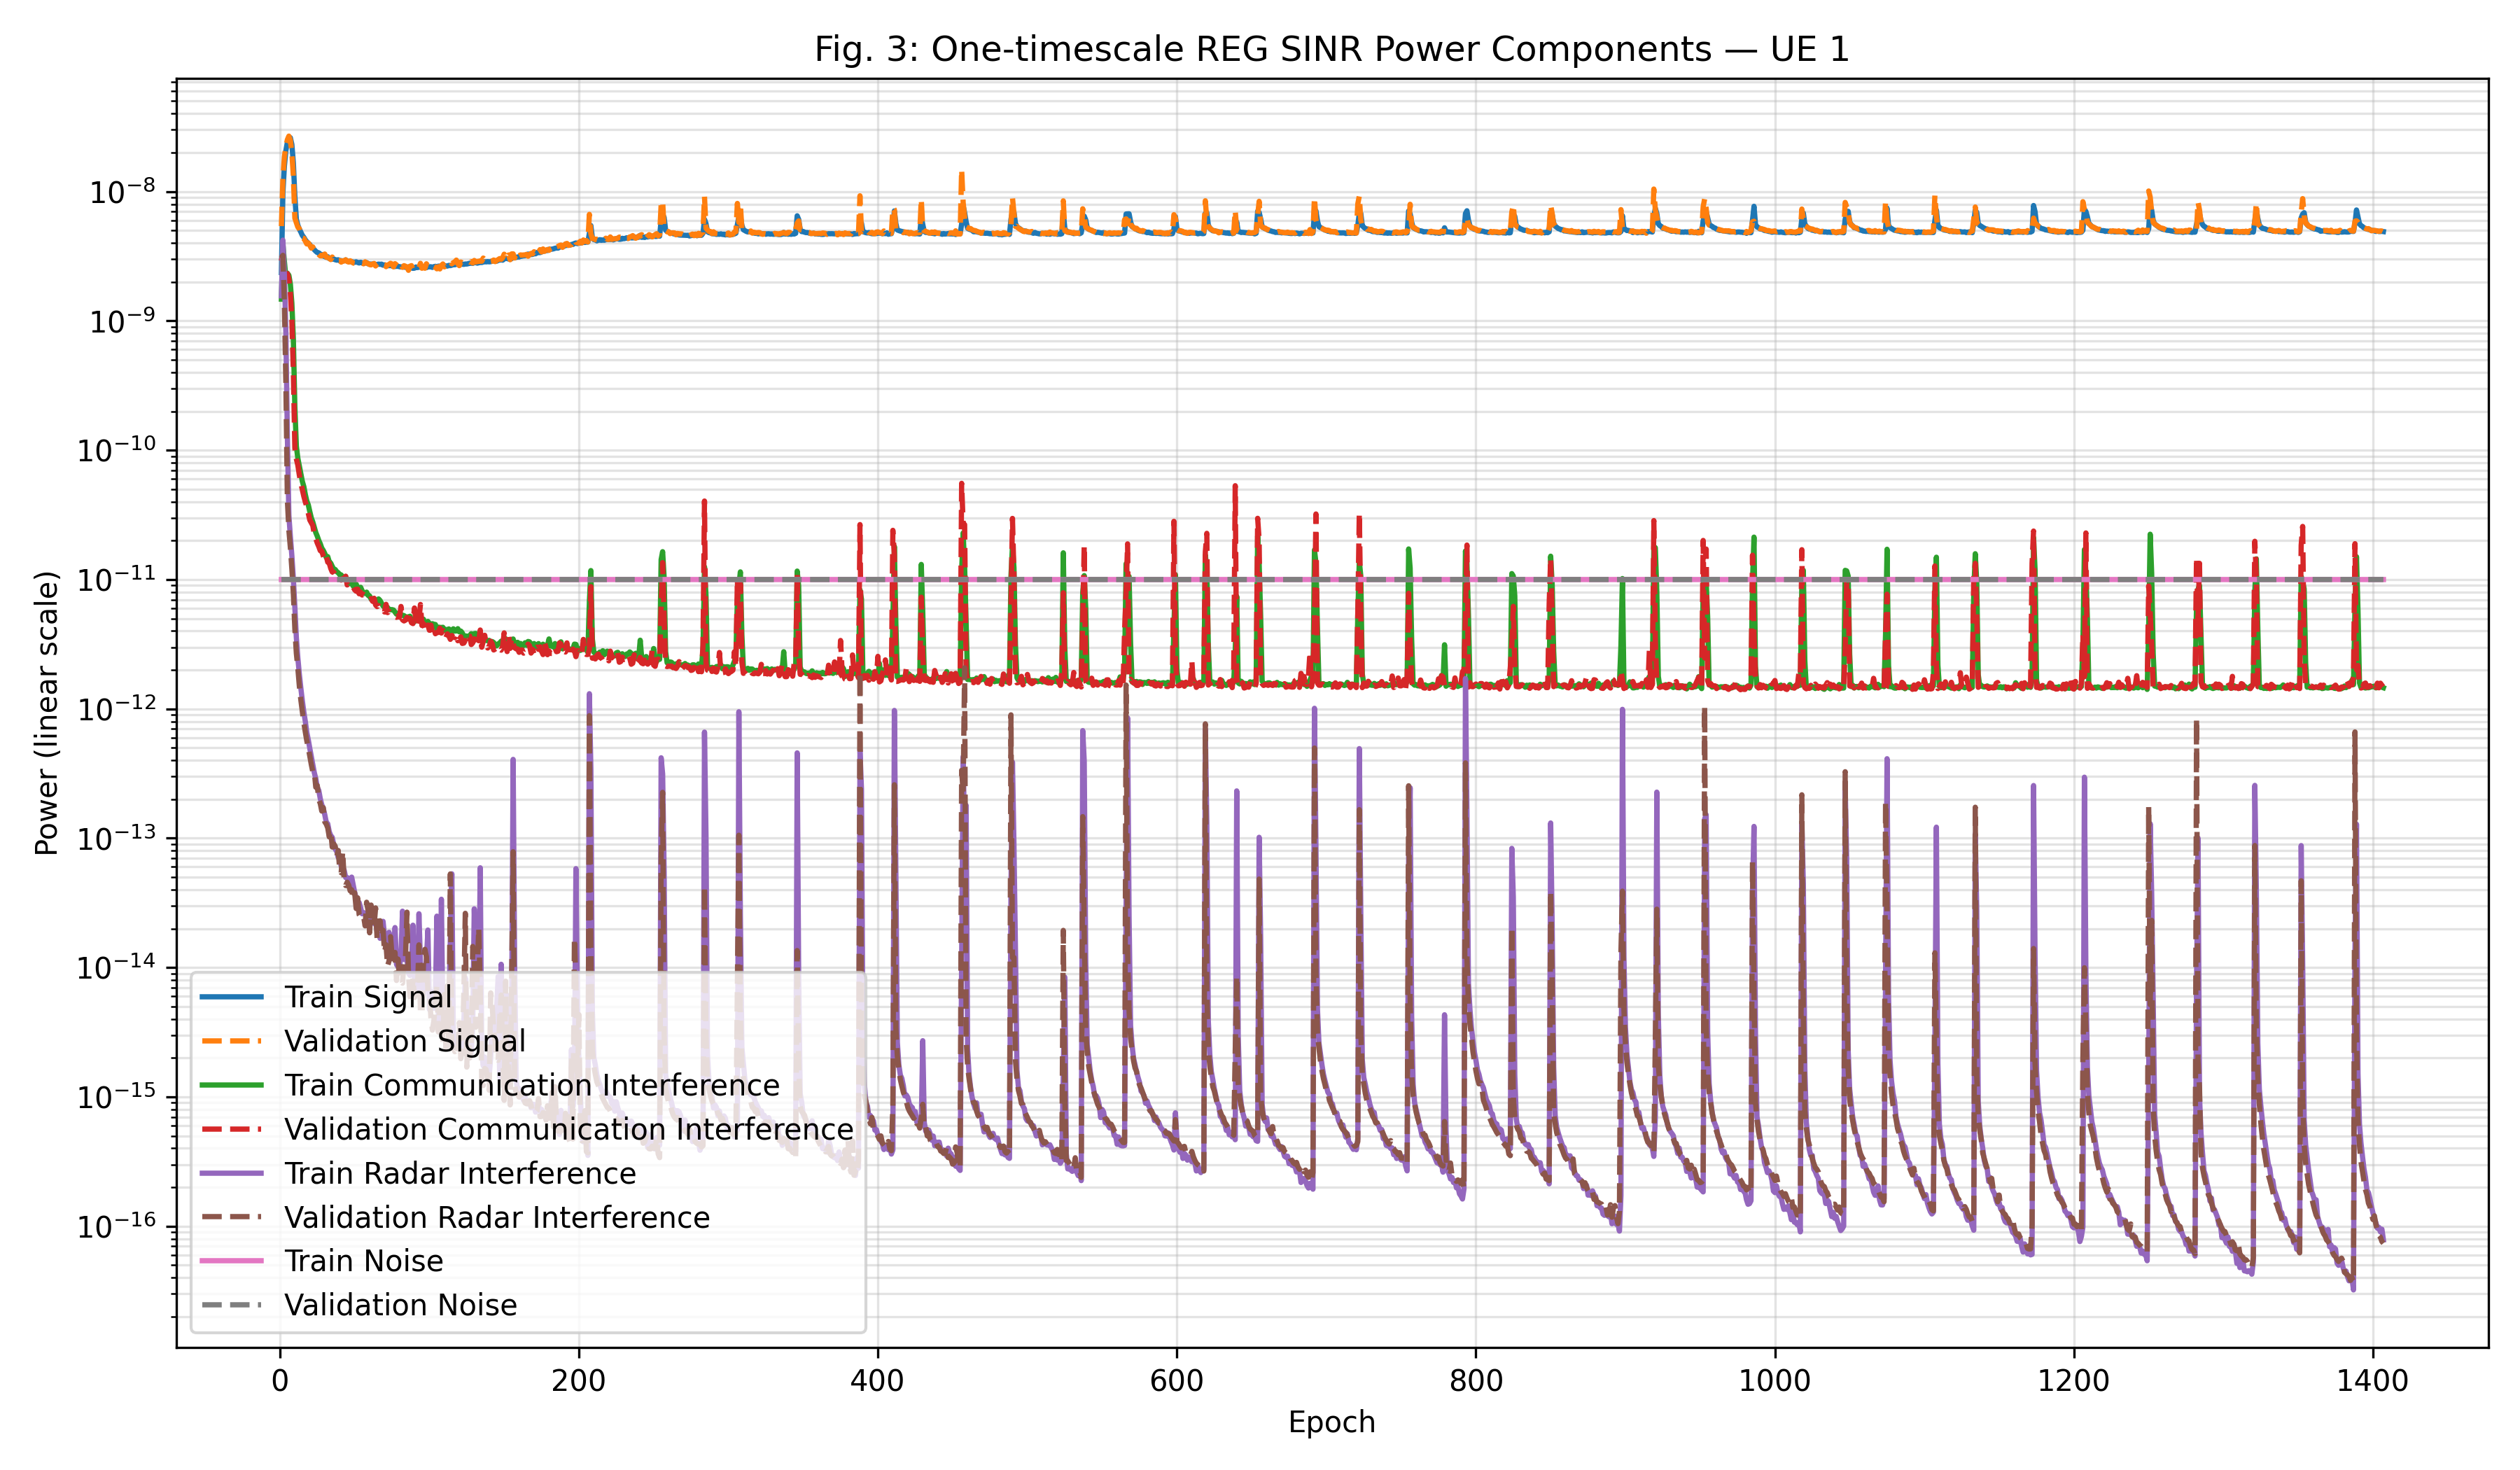 Fig. 3: One-timescale REG SINR Power Components — UE 1
Power (linear scale)
10⁻⁸
10⁻⁹
10⁻¹⁰
10⁻¹¹
10⁻¹²
10⁻¹³
10⁻¹⁴
10⁻¹⁵
10⁻¹⁶
Train Signal
Validation Signal
Train Communication Interference
Validation Communication Interference
Train Radar Interference
Validation Radar Interference
Train Noise
Validation Noise
0 200 400 600 800 1000 1200 1400
Epoch